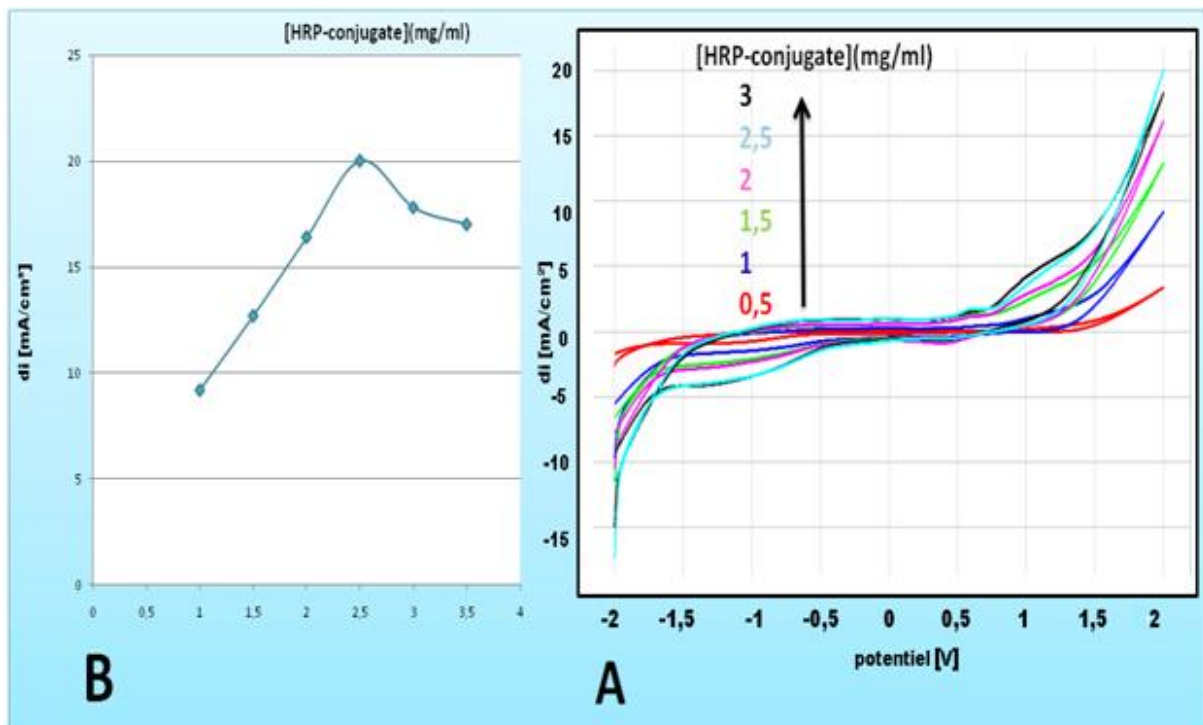 [HRP-conjugate](mg/ml)
25
20
15
10
5
0
di [mA/cm²]
0 0,5 1 1,5 2 2,5 3 3,5 4
B
[HRP-conjugate](mg/ml)
3
2,5
2
1,5
1
0,5
20
15
10
5
0
-5
-10
-15
di [mA/cm²]
-2 -1,5 -1 -0,5 0 0,5 1 1,5 2
potentiel [V]
A